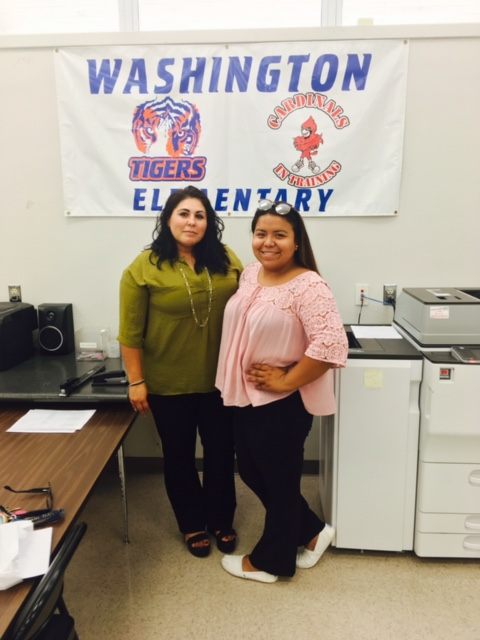 WASHINGTON
TIGERS
CARDINALS
IN TRAINING
ELEMENTARY